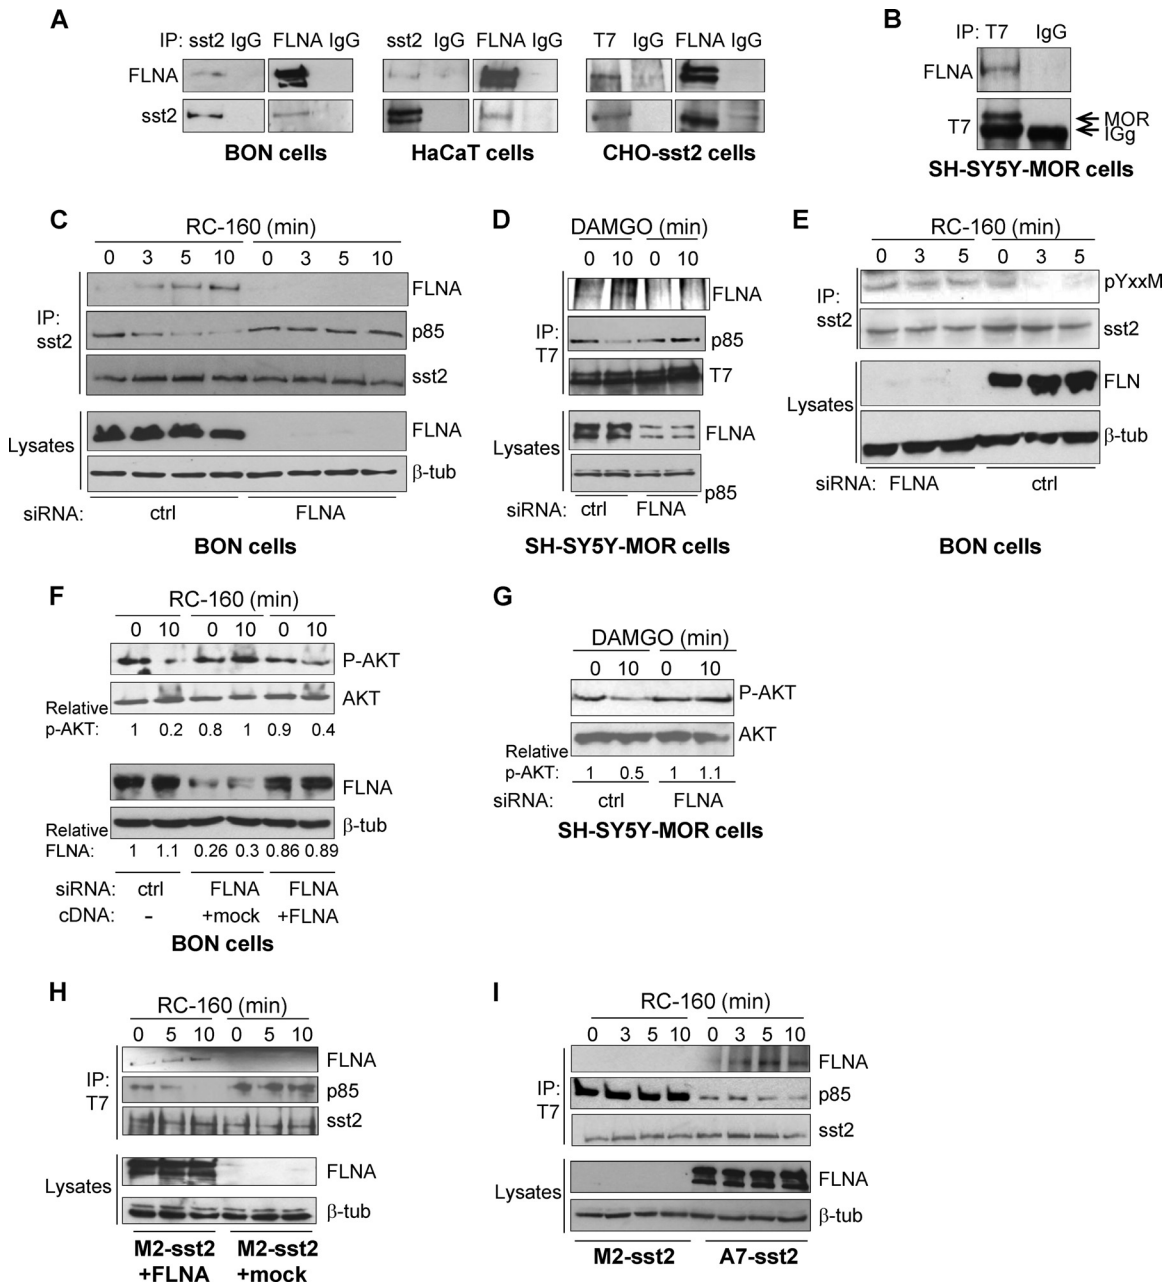 A
IP: sst2 IgG FLNA IgG sst2 IgG FLNA IgG T7 IgG FLNA IgG
FLNA
sst2
BON cells HaCaT cells CHO-sst2 cells
B
IP: T7 IgG
FLNA
T7
MOR
IGg
SH-SY5Y-MOR cells
C
RC-160 (min)
0 3 5 10 0 3 5 10
IP:
sst2
FLNA
p85
sst2
Lysates
FLNA
β-tub
siRNA: ctrl FLNA
BON cells
D
DAMGO (min)
0 10 0 10
IP:
T7
FLNA
p85
T7
Lysates
FLNA
p85
siRNA: ctrl FLNA
SH-SY5Y-MOR cells
E
RC-160 (min)
0 3 5 0 3 5
IP:
sst2
pYxxM
sst2
Lysates
FLN
β-tub
siRNA: FLNA ctrl
BON cells
F
RC-160 (min)
0 10 0 10 0 10
P-AKT
AKT
Relative
p-AKT: 1 0.2 0.8 1 0.9 0.4
FLNA
β-tub
Relative
FLNA: 1 1.1 0.26 0.3 0.86 0.89
siRNA: ctrl FLNA FLNA
cDNA: - +mock +FLNA
BON cells
G
DAMGO (min)
0 10 0 10
P-AKT
AKT
Relative
p-AKT: 1 0.5 1 1.1
siRNA: ctrl FLNA
SH-SY5Y-MOR cells
H
RC-160 (min)
0 5 10 0 5 10
IP:
T7
FLNA
p85
sst2
Lysates
FLNA
β-tub
M2-sst2 M2-sst2
+FLNA +mock
I
RC-160 (min)
0 3 5 10 0 3 5 10
IP:
T7
FLNA
p85
sst2
Lysates
FLNA
β-tub
M2-sst2 A7-sst2